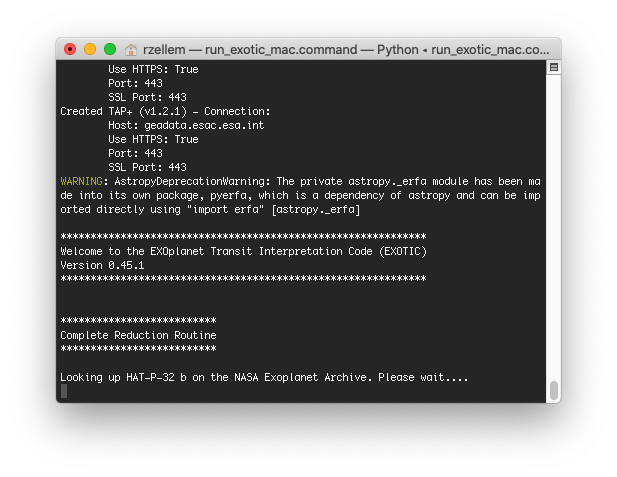 rzellem — run_exotic_mac.command — Python ◂ run_exotic_mac.co...
Use HTTPS: True
Port: 443
SSL Port: 443
Created TAP+ (v1.2.1) - Connection:
Host: geadata.esac.esa.int
Use HTTPS: True
Port: 443
SSL Port: 443
WARNING: AstropyDeprecationWarning: The private astropy._erfa module has been ma
de into its own package, pyerfa, which is a dependency of astropy and can be imp
orted directly using "import erfa" [astropy._erfa]
*************************************************************
Welcome to the EXOplanet Transit Interpretation Code (EXOTIC)
Version 0.45.1
*************************************************************
**************************
Complete Reduction Routine
**************************
Looking up HAT-P-32 b on the NASA Exoplanet Archive. Please wait....